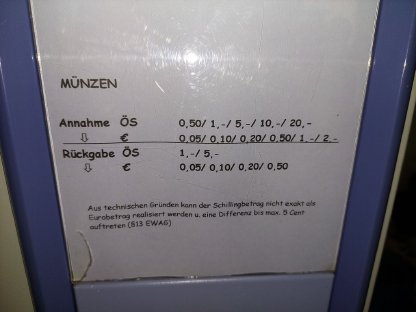 MÜNZEN
Annahme ÖS 0,50/ 1,-/ 5,-/ 10,-/ 20,-
⇩ € 0,05/ 0,10/ 0,20/ 0,50/ 1,-/ 2,-
Rückgabe ÖS 1,-/ 5,-
⇩ € 0,05/ 0,10/ 0,20/ 0,50
Aus technischen Gründen kann der Schillingbetrag nicht exakt als
Eurobetrag realisiert werden u. eine Differenz bis max. 5 Cent
auftreten (§13 EWAG)